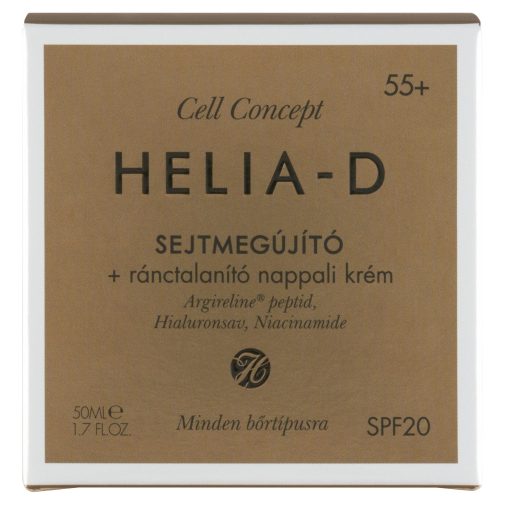 55+
Cell Concept
HELIA-D
SEJTMEGÚJÍTÓ
+ ránctalanító nappali krém
Argireline® peptid,
Hialuronsav, Niacinamide
H
50ML℮
1.7 FL.OZ.
Minden bőrtípusra
SPF20